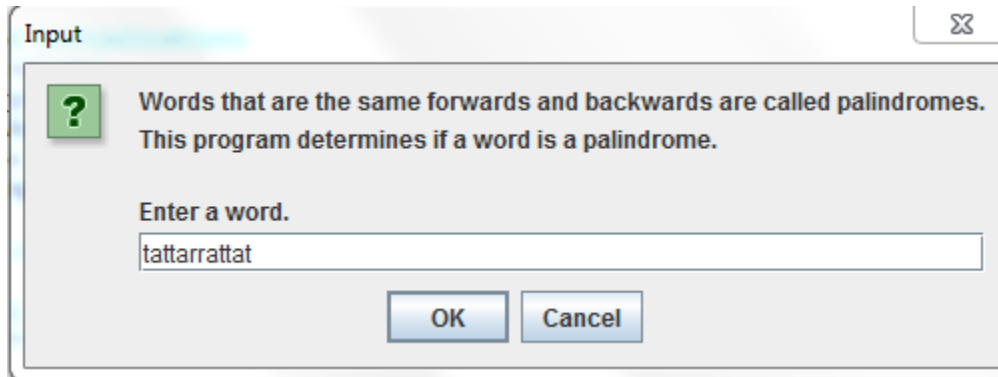 Input
Words that are the same forwards and backwards are called palindromes.
This program determines if a word is a palindrome.
Enter a word.
tattarrattat
OK Cancel